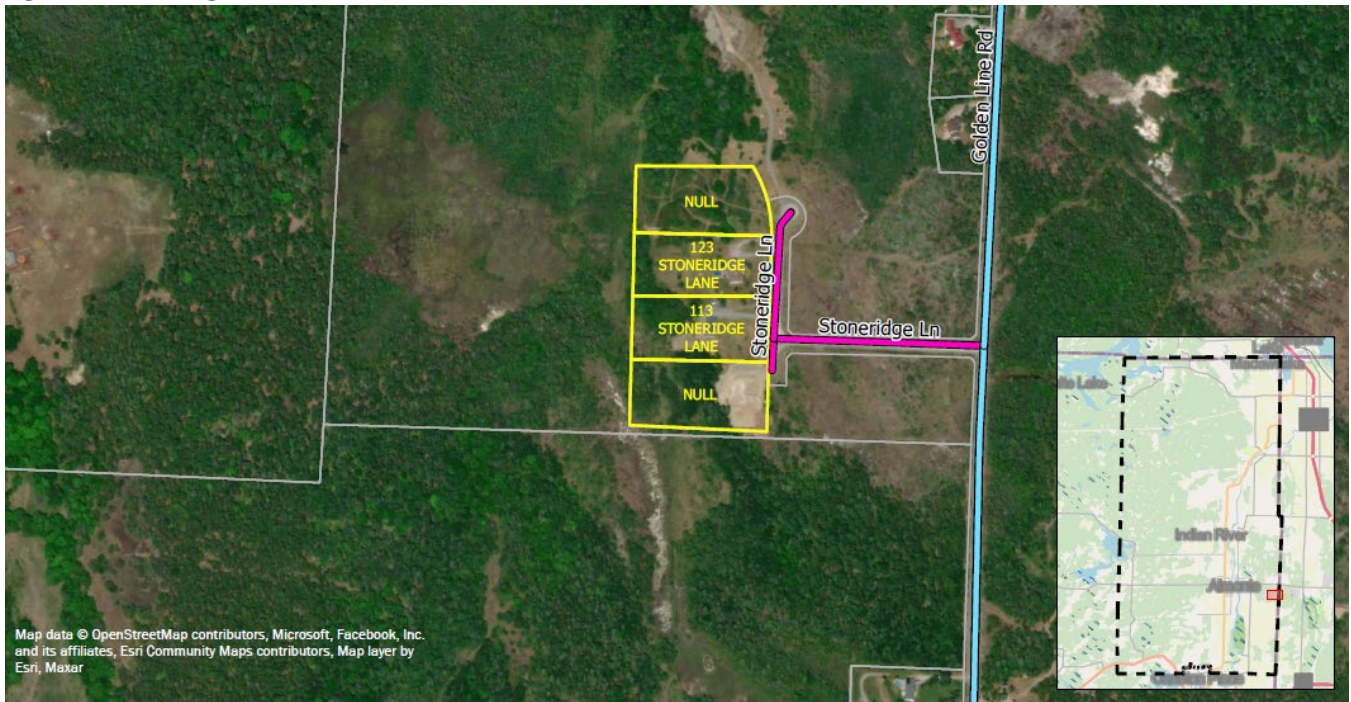 Golden Line Rd
NULL
123
STONERIDGE
LANE
113
STONERIDGE
LANE
NULL
Stoneridge Ln
Stoneridge Ln
Indian River
Almonte
Map data © OpenStreetMap contributors, Microsoft, Facebook, Inc.
and its affiliates, Esri Community Maps contributors, Map layer by
Esri, Maxar